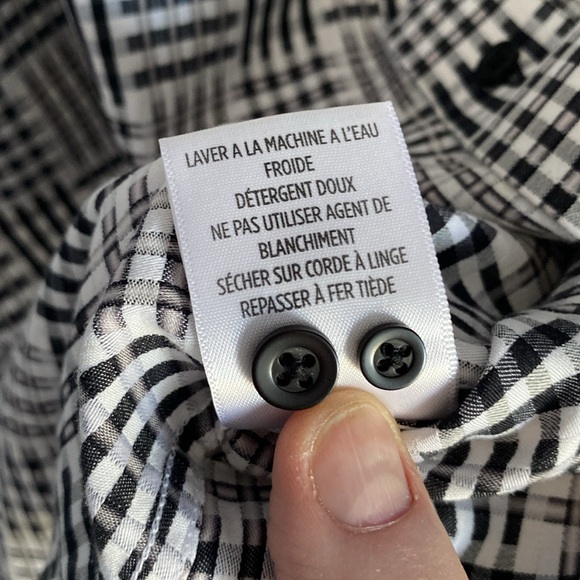 LAVER A LA MACHINE A L'EAU
FROIDE
DÉTERGENT DOUX
NE PAS UTILISER AGENT DE
BLANCHIMENT
SÉCHER SUR CORDE À LINGE
REPASSER À FER TIÈDE